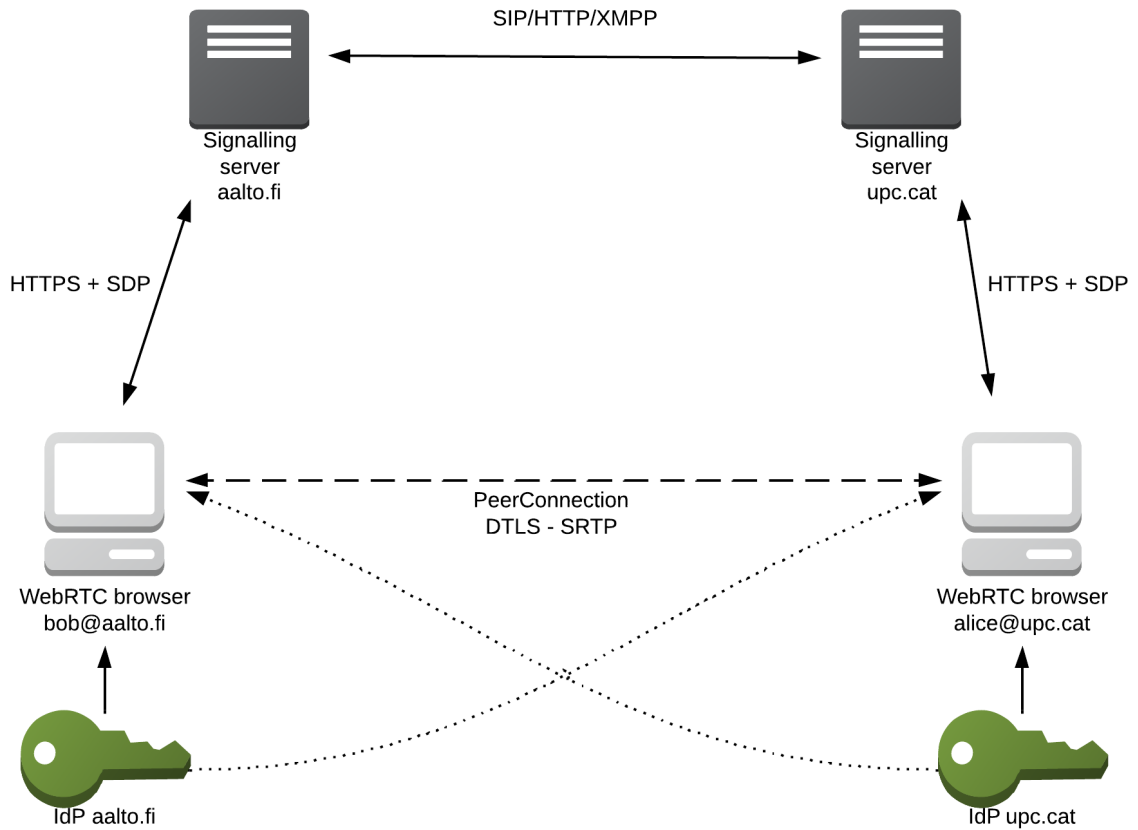 SIP/HTTP/XMPP
Signalling
server
aalto.fi
Signalling
server
upc.cat
HTTPS + SDP
HTTPS + SDP
PeerConnection
DTLS - SRTP
WebRTC browser
bob@aalto.fi
WebRTC browser
alice@upc.cat
IdP aalto.fi
IdP upc.cat